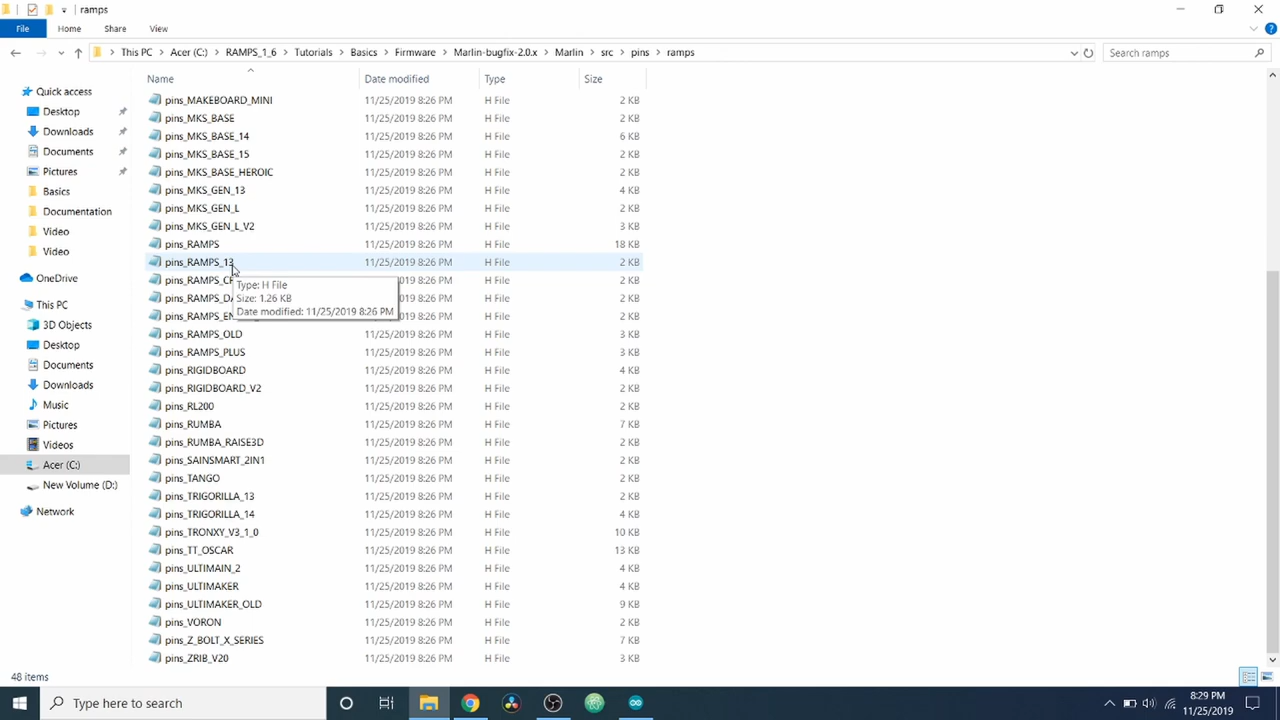 ramps
File Home Share View
This PC Acer (C:) RAMPS_1_6 Tutorials Basics Firmware Marlin-bugfix-2.0.x Marlin src pins ramps
Search ramps
Name Date modified Type Size
Quick access
Desktop
Downloads
Documents
Pictures
Basics
Documentation
Video
Video
OneDrive
This PC
3D Objects
Desktop
Documents
Downloads
Music
Pictures
Videos
Acer (C:)
New Volume (D:)
Network
pins_MAKEBOARD_MINI 11/25/2019 8:26 PM H File 2 KB
pins_MKS_BASE 11/25/2019 8:26 PM H File 2 KB
pins_MKS_BASE_14 11/25/2019 8:26 PM H File 6 KB
pins_MKS_BASE_15 11/25/2019 8:26 PM H File 2 KB
pins_MKS_BASE_HEROIC 11/25/2019 8:26 PM H File 2 KB
pins_MKS_GEN_13 11/25/2019 8:26 PM H File 4 KB
pins_MKS_GEN_L 11/25/2019 8:26 PM H File 2 KB
pins_MKS_GEN_L_V2 11/25/2019 8:26 PM H File 3 KB
pins_RAMPS 11/25/2019 8:26 PM H File 18 KB
pins_RAMPS_13 11/25/2019 8:26 PM H File 2 KB
H File 2 KB
H File 2 KB
H File 2 KB
Type: H File
Size: 1.26 KB
Date modified: 11/25/2019 8:26 PM
pins_RAMPS_OLD 11/25/2019 8:26 PM H File 3 KB
pins_RAMPS_PLUS 11/25/2019 8:26 PM H File 3 KB
pins_RIGIDBOARD 11/25/2019 8:26 PM H File 4 KB
pins_RIGIDBOARD_V2 11/25/2019 8:26 PM H File 2 KB
pins_RL200 11/25/2019 8:26 PM H File 2 KB
pins_RUMBA 11/25/2019 8:26 PM H File 7 KB
pins_RUMBA_RAISE3D 11/25/2019 8:26 PM H File 2 KB
pins_SAINSMART_2IN1 11/25/2019 8:26 PM H File 2 KB
pins_TANGO 11/25/2019 8:26 PM H File 2 KB
pins_TRIGORILLA_13 11/25/2019 8:26 PM H File 2 KB
pins_TRIGORILLA_14 11/25/2019 8:26 PM H File 4 KB
pins_TRONXY_V3_1_0 11/25/2019 8:26 PM H File 10 KB
pins_TT_OSCAR 11/25/2019 8:26 PM H File 13 KB
pins_ULTIMAIN_2 11/25/2019 8:26 PM H File 4 KB
pins_ULTIMAKER 11/25/2019 8:26 PM H File 4 KB
pins_ULTIMAKER_OLD 11/25/2019 8:26 PM H File 9 KB
pins_VORON 11/25/2019 8:26 PM H File 2 KB
pins_Z_BOLT_X_SERIES 11/25/2019 8:26 PM H File 7 KB
pins_ZRIB_V20 11/25/2019 8:26 PM H File 3 KB
48 items
Type here to search
8:29 PM
11/25/2019